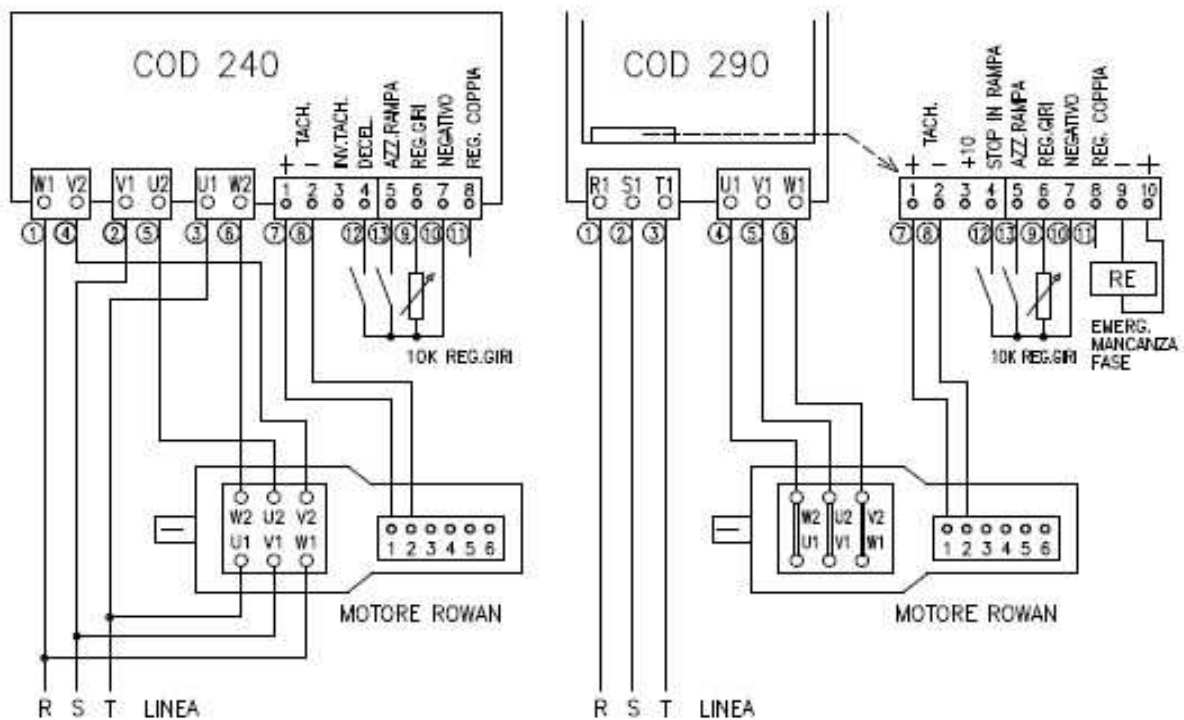 COD 240
TACH.
INV.TACH.
DECEL.
AZZ.RAMPA
REG.GIRI
NEGATIVO
REG. COPPIA
+ −
W1 V2 V1 U2 U1 W2 1 2 3 4 5 6 7 8
1 4 2 5 3 6 7 8 12 13 9 10 11
10K REG.GIRI
W2 U2 V2
U1 V1 W1
1 2 3 4 5 6
MOTORE ROWAN
R S T LINEA
COD 290
TACH.
+10
STOP IN RAMPA
AZZ.RAMPA
REG.GIRI
NEGATIVO
REG. COPPIA
+ − − +
R1 S1 T1 U1 V1 W1 1 2 3 4 5 6 7 8 9 10
1 2 3 4 5 6 7 8 12 13 9 10 11
RE
EMERG.
MANCANZA
FASE
10K REG.GIRI
W2 U2 V2
U1 V1 W1
1 2 3 4 5 6
MOTORE ROWAN
R S T LINEA